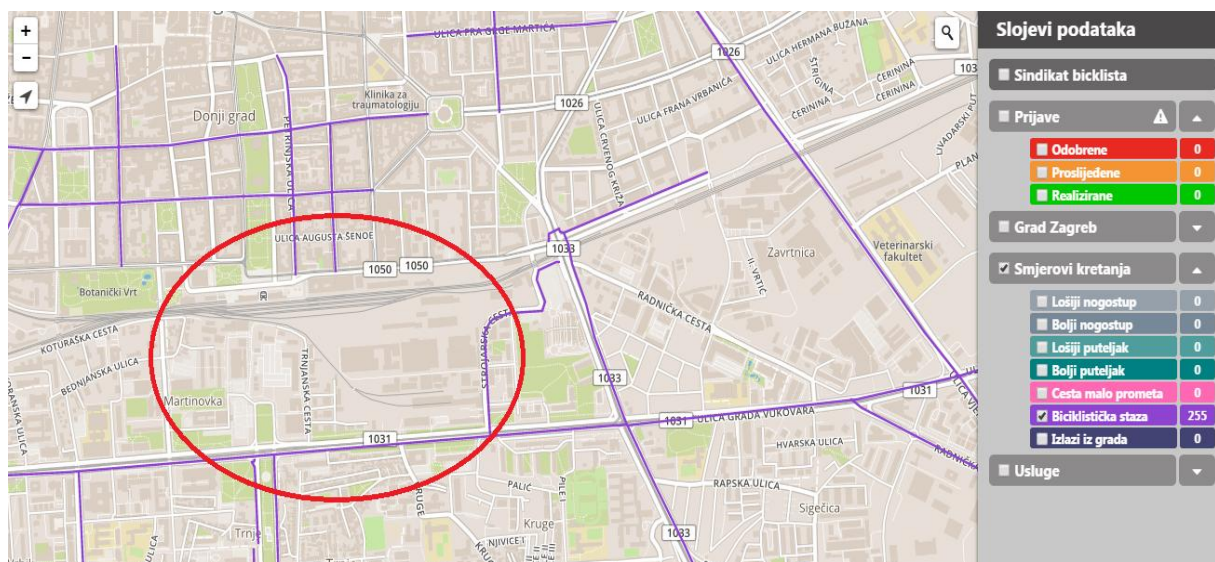 +
-
ULICA FRA GRGE MARTIĆA
1026
ULICA HERMANA BUŽANA
Klinika za
traumatologiju
Donji grad
PETRINJSKA ULICA
1026
ULICA FRANA VRBANIĆA
ŠTRIGINA
ČERININA
ČERININA
ČERININA
LIVADARSKI PUT
ULICA CRVENOG KRIŽA
ULICA AUGUSTA ŠENOE
1050
1050
1033
Zavrtnica
II. VRTIĆ
Veterinarski
fakultet
Botanički Vrt
KOTURAŠKA CESTA
BEDNJANSKA ULICA
TRNJANSKA CESTA
STROJARSKA CESTA
RADNIČKA CESTA
Martinovka
1033
1031
1031
1031
ULICA GRADA VUKOVARA
HVARSKA ULICA
RAPSKA ULICA
PALIĆ
PILE I
Kruge
KRUGE
NJIVICE I
Trnje
Sigečica
1033
Slojevi podataka
Sindikat biciklista
Prijave
Odobrene 0
Proslijeđene 0
Realizirane 0
Grad Zagreb
Smjerovi kretanja
Lošiji nogostup 0
Bolji nogostup 0
Lošiji puteljak 0
Bolji puteljak 0
Cesta malo prometa 0
Biciklistička staza 255
Izlazi iz grada 0
Usluge